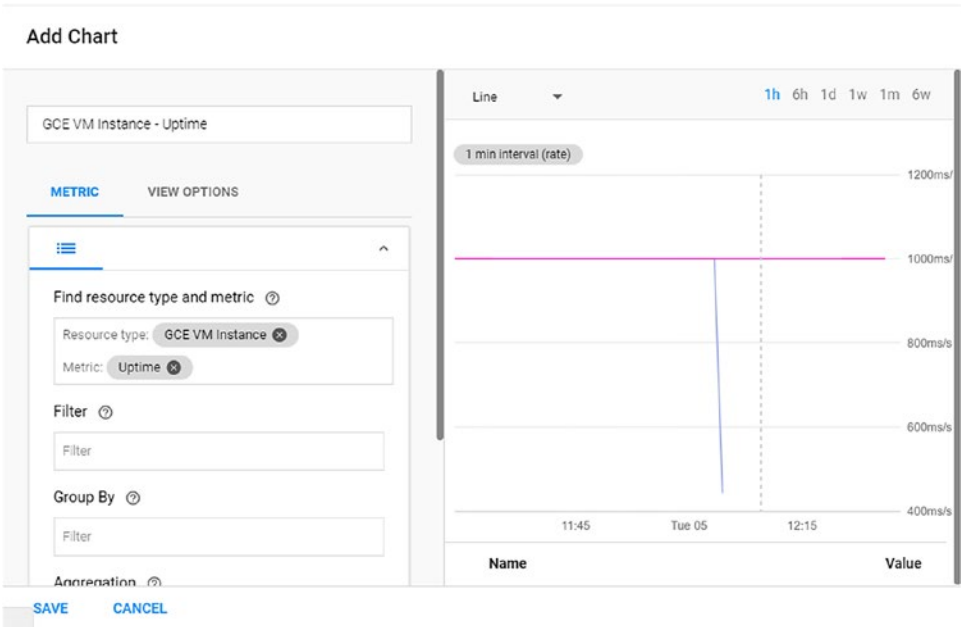 Add Chart
GCE VM Instance - Uptime
METRIC VIEW OPTIONS
Find resource type and metric
Resource type: GCE VM Instance
Metric: Uptime
Filter
Filter
Group By
Filter
Aggregation
SAVE CANCEL
Line 1h 6h 1d 1w 1m 6w
1 min interval (rate)
1200ms/
1000ms/
800ms/s
600ms/s
400ms/s
11:45 Tue 05 12:15
Name Value